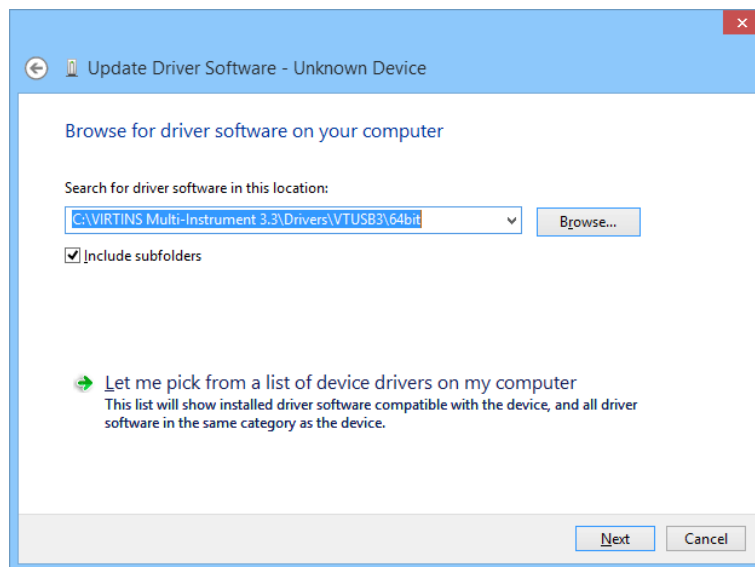 Update Driver Software - Unknown Device
Browse for driver software on your computer
Search for driver software in this location:
C:\VIRTINS Multi-Instrument 3.3\Drivers\VTUSB3\64bit
Browse...
Include subfolders
Let me pick from a list of device drivers on my computer
This list will show installed driver software compatible with the device, and all driver
software in the same category as the device.
Next
Cancel